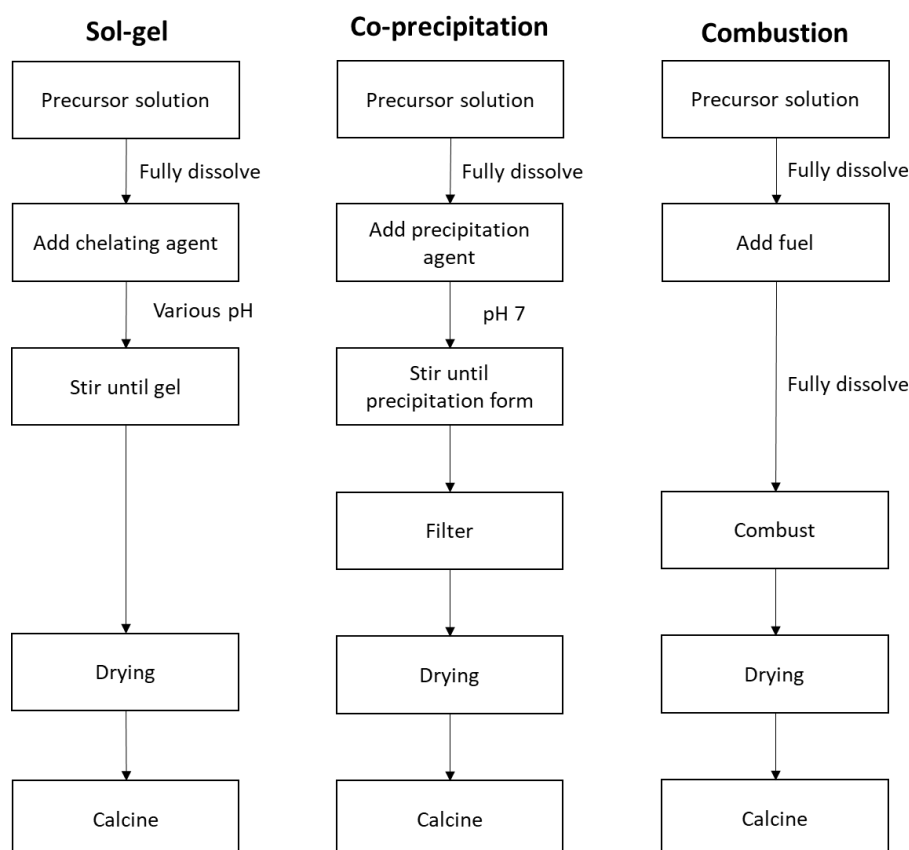 Sol-gel
Precursor solution
Fully dissolve
Add chelating agent
Various pH
Stir until gel
Drying
Calcine
Co-precipitation
Precursor solution
Fully dissolve
Add precipitation
agent
pH 7
Stir until
precipitation form
Filter
Drying
Calcine
Combustion
Precursor solution
Fully dissolve
Add fuel
Fully dissolve
Combust
Drying
Calcine